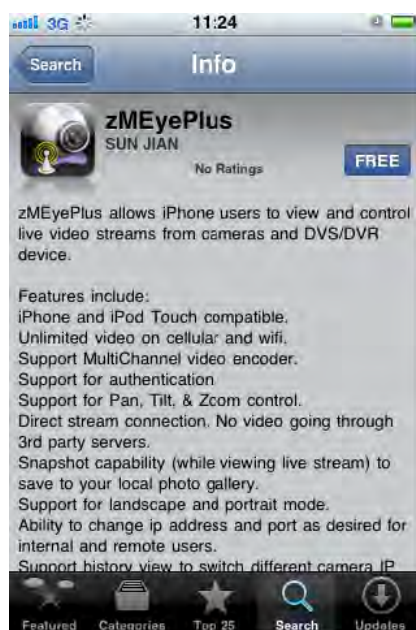 3G 11:24
Search Info
zMEyePlus
SUN JIAN
No Ratings FREE
zMEyePlus allows iPhone users to view and control
live video streams from cameras and DVS/DVR
device.
Features include:
iPhone and iPod Touch compatible.
Unlimited video on cellular and wifi.
Support MultiChannel video encoder.
Support for authentication
Support for Pan, Tilt, & Zcom control.
Direct stream connection. No video going through
3rd party servers.
Snapshot capability (while viewing live stream) to
save to your local photo gallery.
Support for landscape and portrait mode.
Ability to change ip address and port as desired for
internal and remote users.
Support history view to switch different camera IP
Featured Categories Top 25 Search Updates